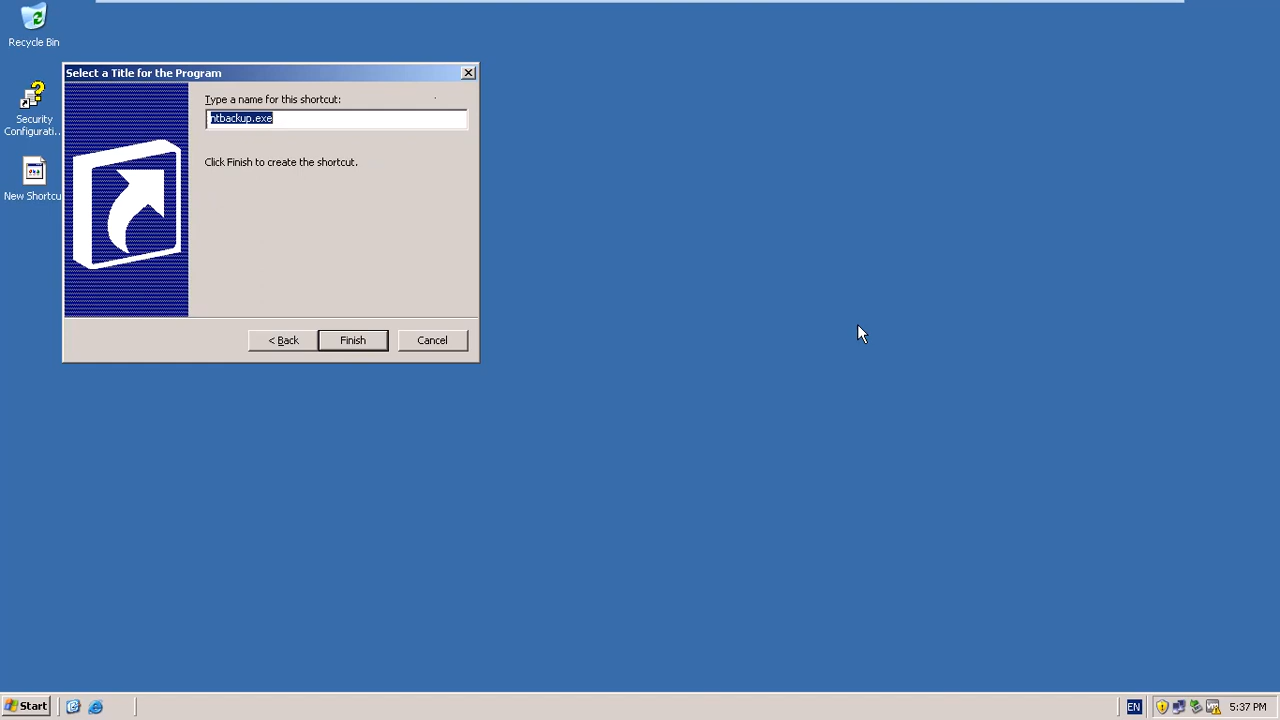 Recycle Bin
Select a Title for the Program
Type a name for this shortcut:
ntbackup.exe
Security
Configurati...
Click Finish to create the shortcut.
New Shortcu
< Back
Finish
Cancel
Start
EN
5:37 PM